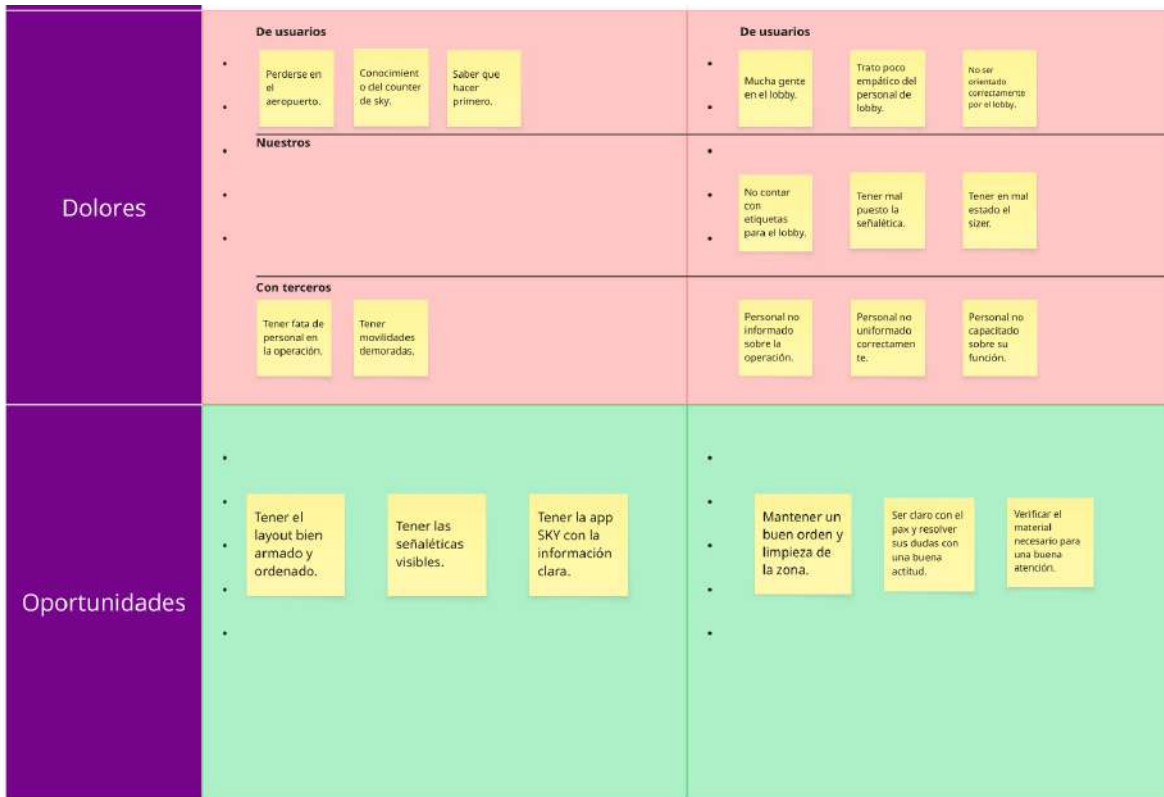 Dolores
De usuarios
Perderse en
el
aeropuerto.
Conocimient
o del counter
de sky.
Saber que
hacer
primero.
Nuestros
Con terceros
Tener fata de
personal en
la operación.
Tener
movilidades
demoradas.
De usuarios
Mucha gente
en el lobby.
Trato poco
empático del
personal de
lobby.
No ser
orientado
correctamente
por el lobby.
No contar
con
etiquetas
para el lobby.
Tener mal
puesto la
señalética.
Tener en mal
estado el
sizer.
Personal no
informado
sobre la
operación.
Personal no
uniformado
correctamen
te.
Personal no
capacitado
sobre su
función.
Oportunidades
Tener el
layout bien
armado y
ordenado.
Tener las
señaléticas
visibles.
Tener la app
SKY con la
información
clara.
Mantener un
buen orden y
limpieza de
la zona.
Ser claro con el
pax y resolver
sus dudas con
una buena
actitud.
Verificar el
material
necesario para
una buena
atención.